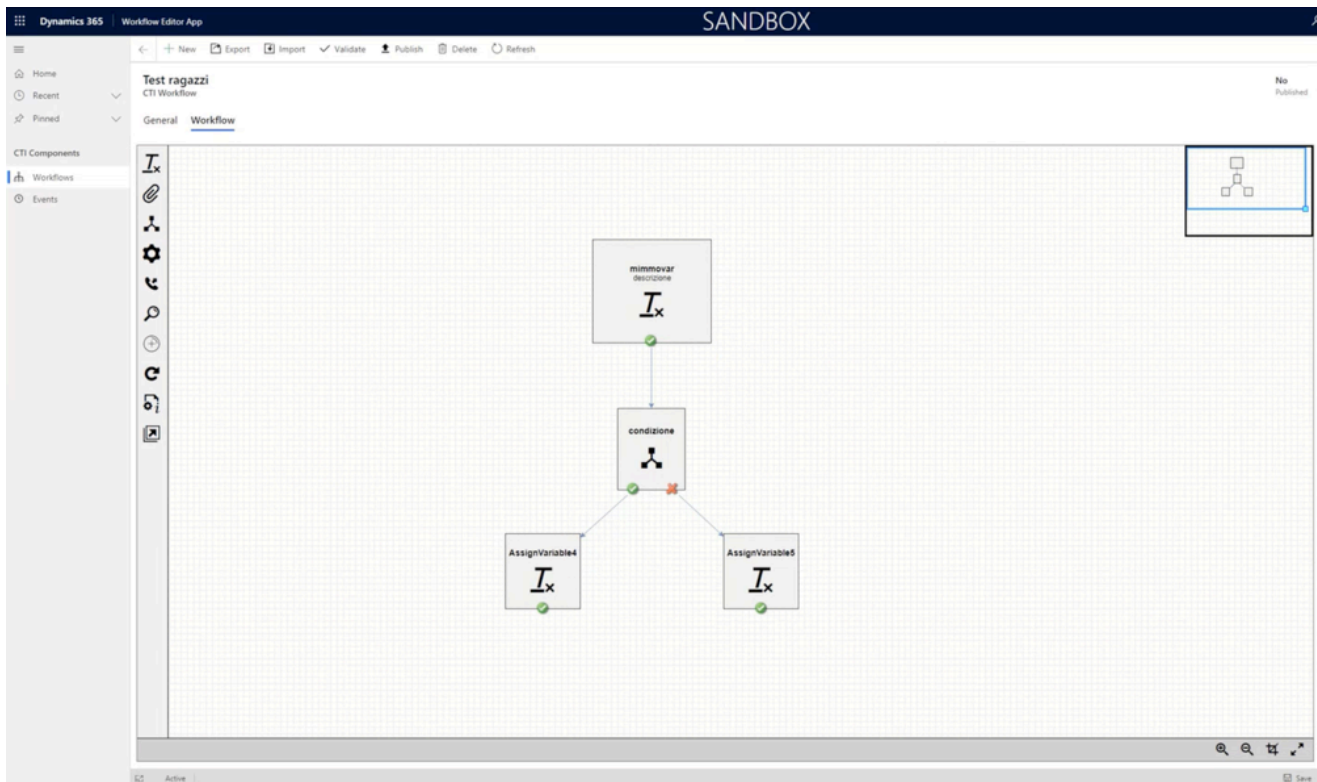 Dynamics 365 Workflow Editor App SANDBOX
New Export Import Validate Publish Delete Refresh
Home
Recent
Pinned
CTI Components
Workflows
Events
Test ragazzi
CTI Workflow
No
Published
General Workflow
mimmovar
descrizione
condizione
AssignVariable4 AssignVariable5
Active Save